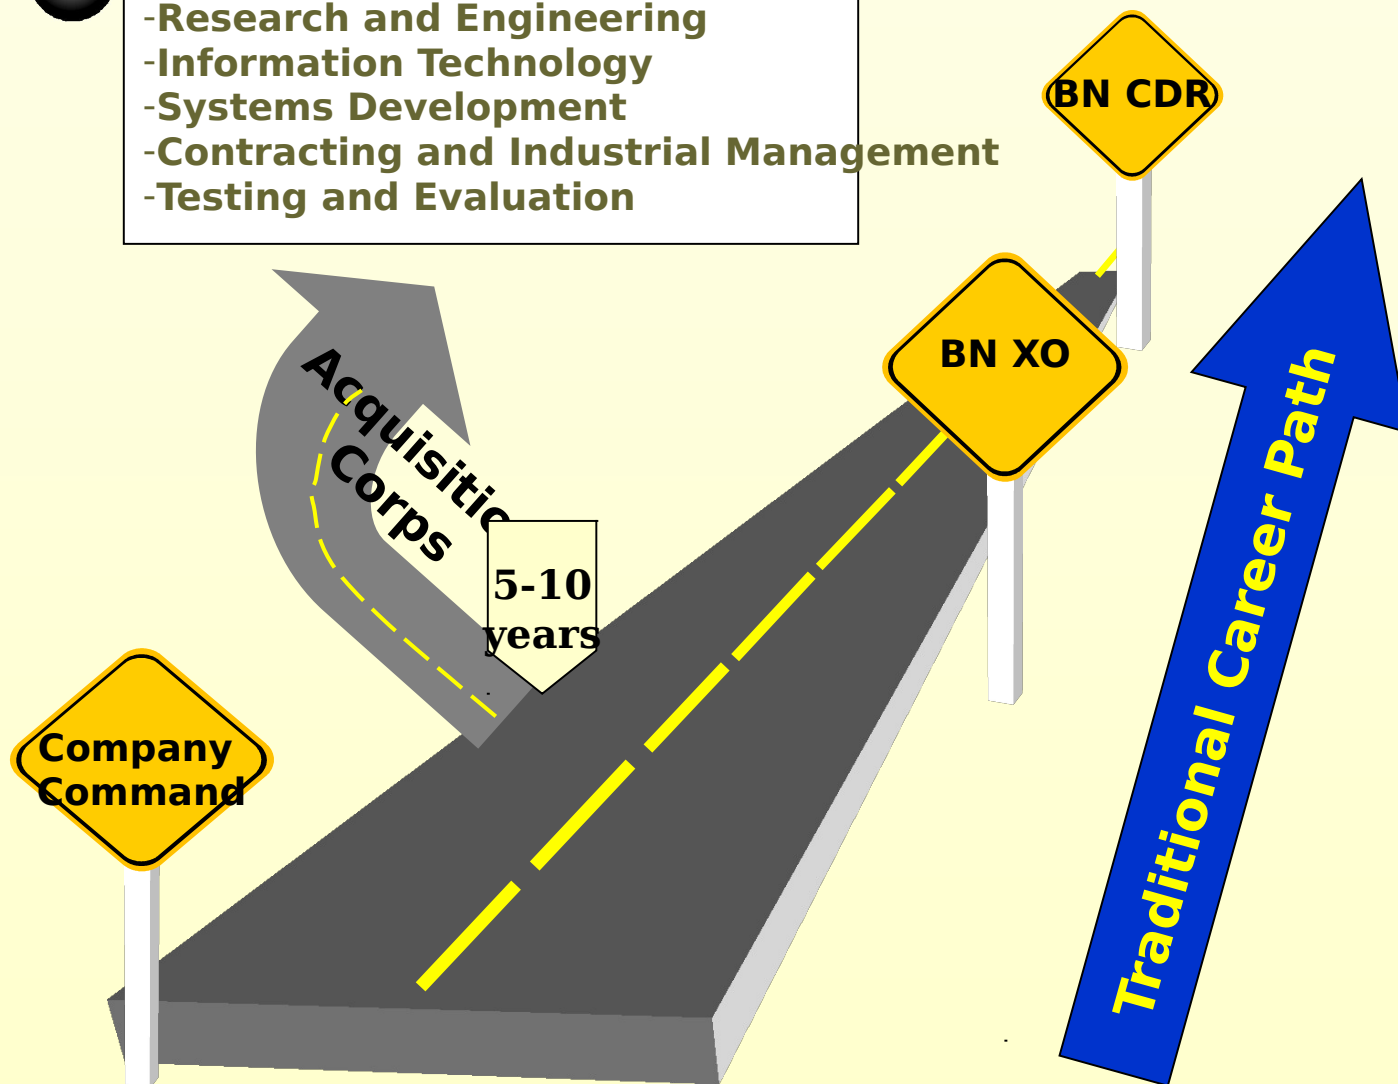 -Research and Engineering
-Information Technology
-Systems Development
-Contracting and Industrial Management
-Testing and Evaluation
BN CDR
BN XO
Corps
5-10
years
Company
Command
Traditional Career Path